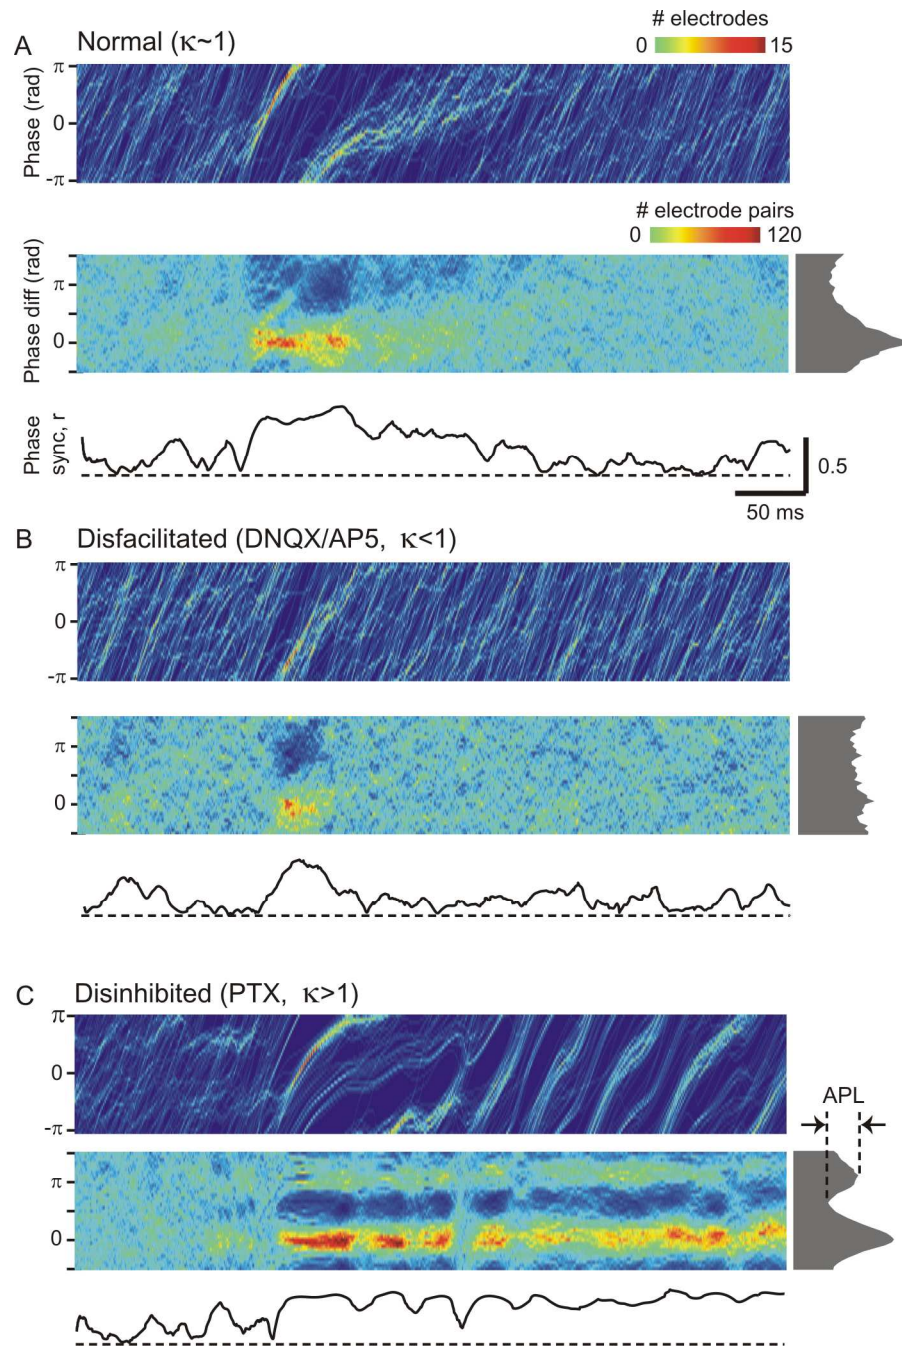 # electrodes
A Normal (κ~1)
0 15
Phase (rad)
π
0
-π
# electrode pairs
0 120
Phase diff (rad)
π
0
Phase
sync, r
0.5
50 ms
B Disfacilitated (DNQX/AP5, κ<1)
π
0
-π
π
0
C Disinhibited (PTX, κ>1)
π
0
-π
APL
π
0